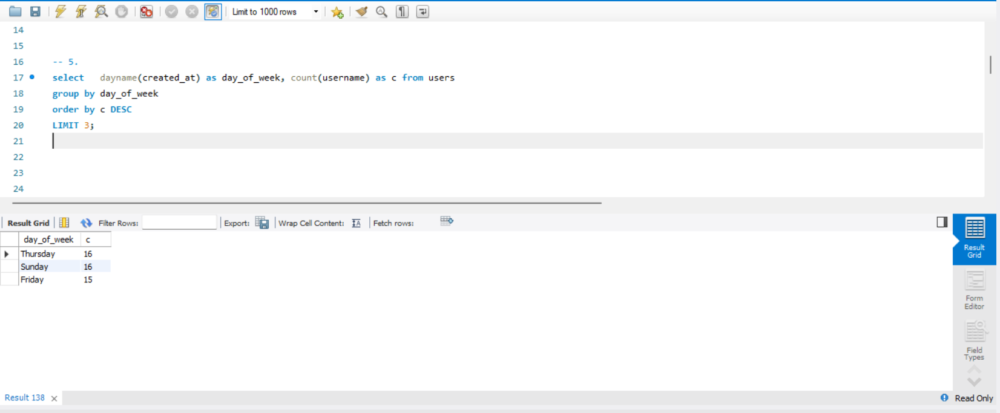 Limit to 1000 rows
14
15
16 -- 5.
17 select dayname(created_at) as day_of_week, count(username) as c from users
18 group by day_of_week
19 order by c DESC
20 LIMIT 3;
21
22
23
24
Result Grid Filter Rows: Export: Wrap Cell Content: Fetch rows:
day_of_week c
Thursday 16
Sunday 16
Friday 15
Result
Grid
Form
Editor
Field
Types
Result 138
Read Only